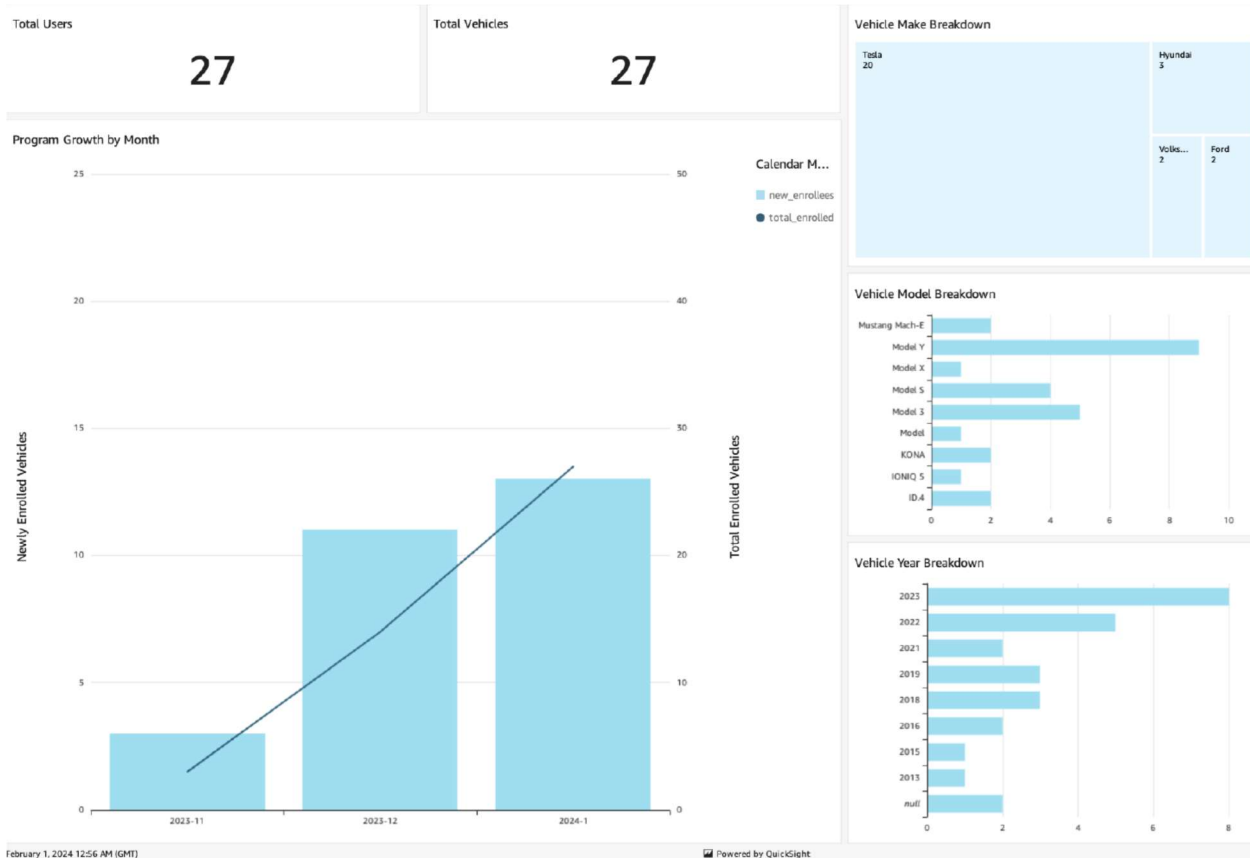 Total Users
27
Total Vehicles
27
Vehicle Make Breakdown
Tesla
20
Hyundai
3
Volks...
2
Ford
2
Program Growth by Month
Calendar M...
new_enrollees
total_enrolled
Newly Enrolled Vehicles
25
20
15
10
5
0
Total Enrolled Vehicles
50
40
30
20
10
0
2023-11
2023-12
2024-1
Vehicle Model Breakdown
Mustang Mach-E
Model Y
Model X
Model S
Model 3
Model
KONA
IONIQ 5
ID.4
0 2 4 6 8 10
Vehicle Year Breakdown
2023
2022
2021
2019
2018
2016
2015
2013
null
0 2 4 6 8
February 1, 2024 12:56 AM (GMT)
Powered by QuickSight